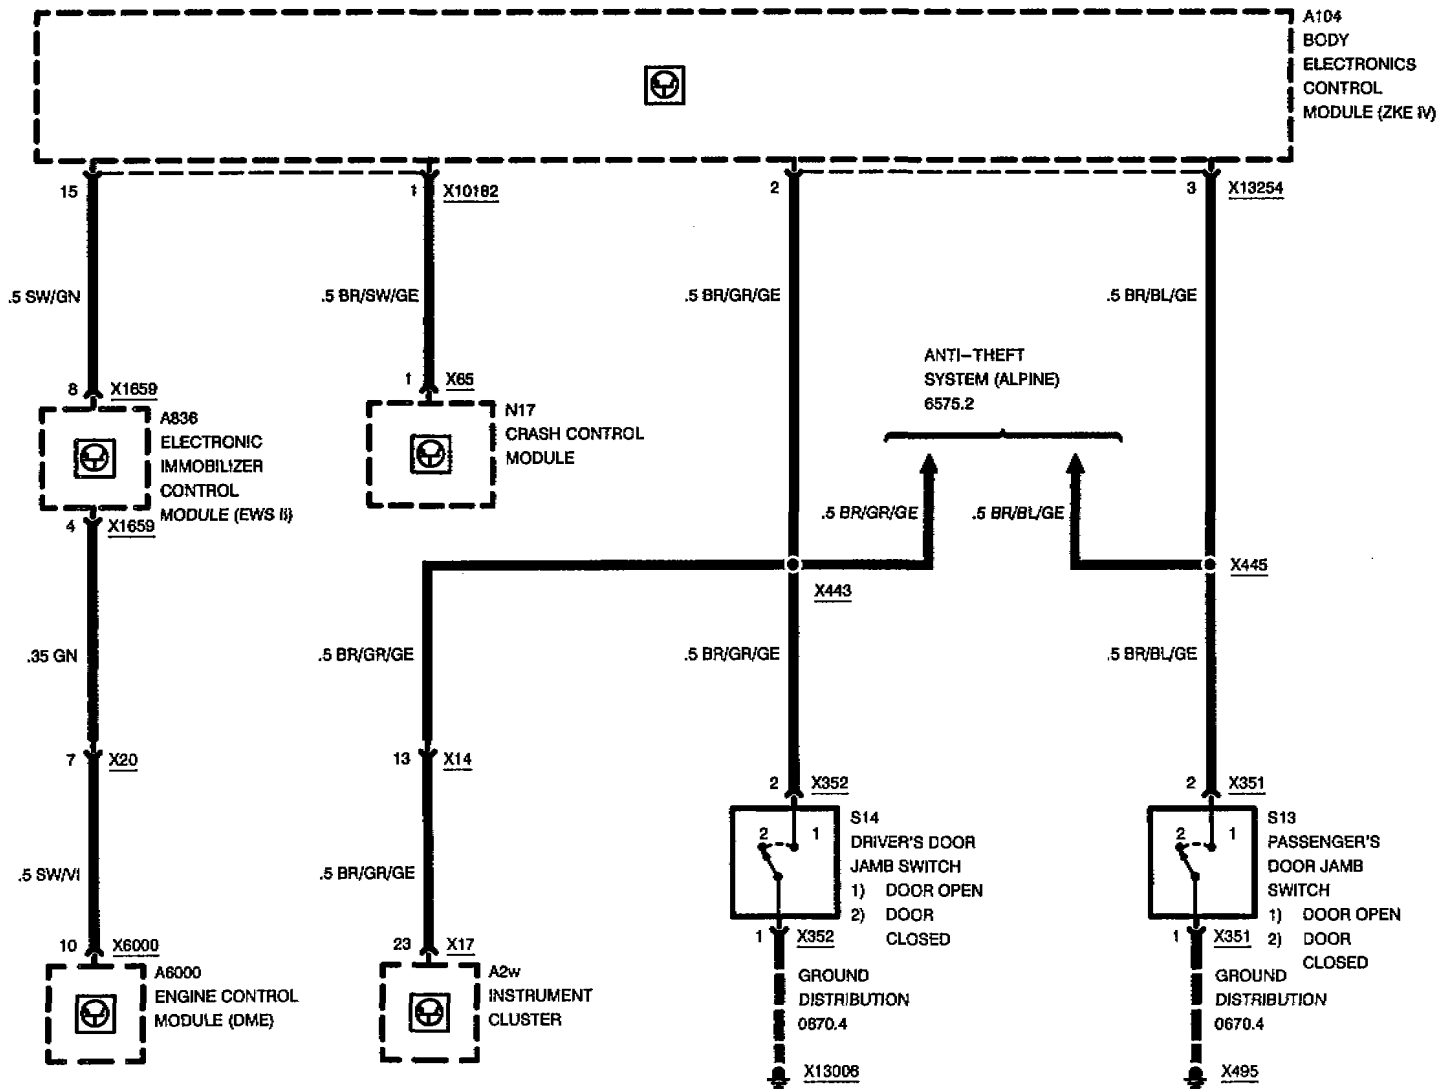 A104
BODY
ELECTRONICS
CONTROL
MODULE (ZKE IV)
15
1
X10182
2
3
X13254
.5 SW/GN
.5 BR/SW/GE
.5 BR/GR/GE
.5 BR/BL/GE
ANTI-THEFT
SYSTEM (ALPINE)
6575.2
8
X1659
1
X65
A836
ELECTRONIC
IMMOBILIZER
CONTROL
MODULE (EWS II)
N17
CRASH CONTROL
MODULE
4
X1659
.5 BR/GR/GE
.5 BR/BL/GE
X443
X445
.35 GN
.5 BR/GR/GE
.5 BR/GR/GE
.5 BR/BL/GE
7
X20
13
X14
2
X352
2
X351
S14
DRIVER'S DOOR
JAMB SWITCH
1) DOOR OPEN
2) DOOR
CLOSED
2
1
S13
PASSENGER'S
DOOR JAMB
SWITCH
1) DOOR OPEN
2) DOOR
CLOSED
2
1
.5 SW/VI
.5 BR/GR/GE
10
X6000
23
X17
1
X352
1
X351
A6000
ENGINE CONTROL
MODULE (DME)
A2w
INSTRUMENT
CLUSTER
GROUND
DISTRIBUTION
0670.4
GROUND
DISTRIBUTION
0670.4
X13006
X495